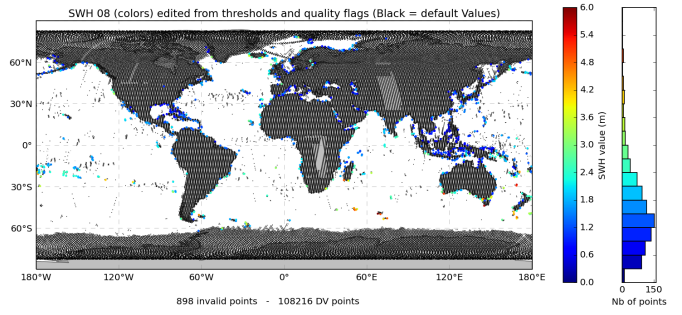 SWH 08 (colors) edited from thresholds and quality flags (Black = default Values)
60°N
30°N
0°
30°S
60°S
180°W 120°W 60°W 0° 60°E 120°E 180°E
898 invalid points - 108216 DV points
6.0
5.4
4.8
4.2
3.6
3.0
2.4
1.8
1.2
0.6
0.0
SWH value (m)
0 150
Nb of points